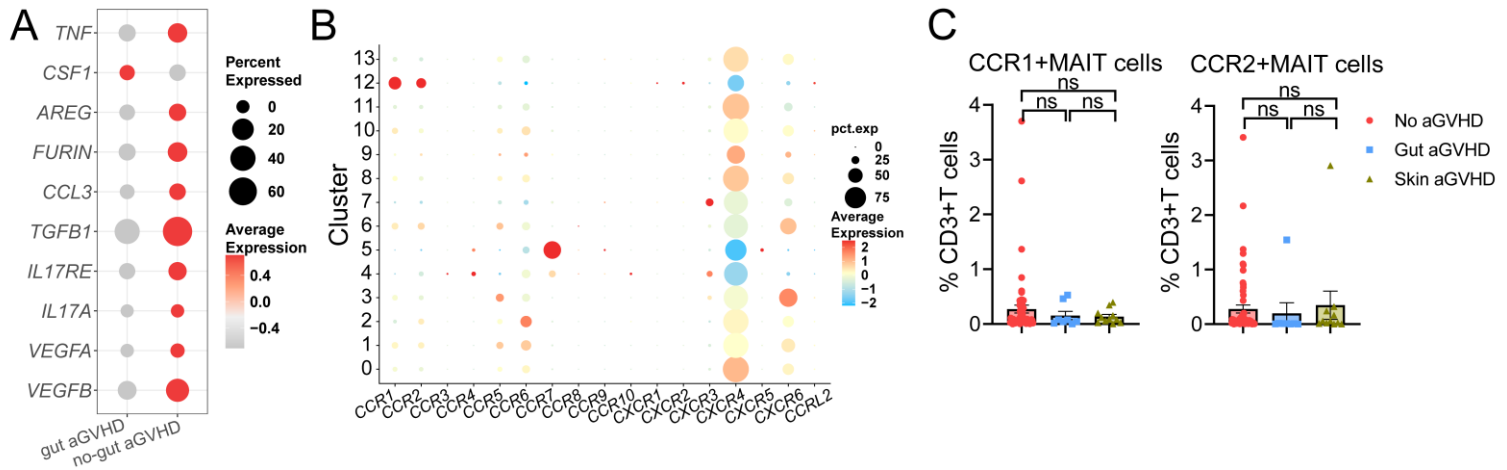 A
TNF
CSF1
AREG
FURIN
CCL3
TGFB1
IL17RE
IL17A
VEGFA
VEGFB
gut aGVHD
no-gut aGVHD
Percent
Expressed
0
20
40
60
Average
Expression
0.4
0.0
−0.4
B
Cluster
13
12
11
10
9
8
7
6
5
4
3
2
1
0
CCR1
CCR2
CCR3
CCR4
CCR5
CCR6
CCR7
CCR8
CCR9
CCR10
CXCR1
CXCR2
CXCR3
CXCR4
CXCR5
CXCR6
CCRL2
pct.exp
0
25
50
75
Average
Expression
2
1
0
−1
−2
C
CCR1+MAIT cells
ns
ns ns
% CD3+T cells
4
3
2
1
0
CCR2+MAIT cells
ns
ns ns
% CD3+T cells
4
3
2
1
0
No aGVHD
Gut aGVHD
Skin aGVHD